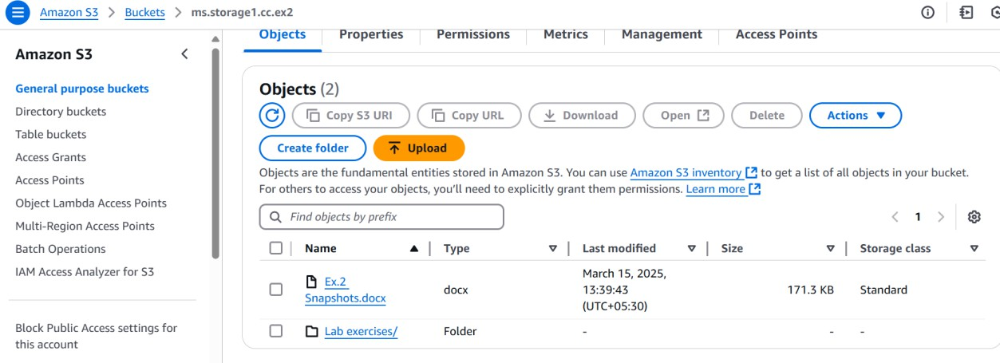 Amazon S3 > Buckets > ms.storage1.cc.ex2
Amazon S3
General purpose buckets
Directory buckets
Table buckets
Access Grants
Access Points
Object Lambda Access Points
Multi-Region Access Points
Batch Operations
IAM Access Analyzer for S3
Block Public Access settings for
this account
Objects Properties Permissions Metrics Management Access Points
Objects (2)
Copy S3 URI Copy URL Download Open Delete Actions
Create folder Upload
Objects are the fundamental entities stored in Amazon S3. You can use Amazon S3 inventory to get a list of all objects in your bucket.
For others to access your objects, you'll need to explicitly grant them permissions. Learn more
Find objects by prefix
1
Name Type Last modified Size Storage class
Ex.2
Snapshots.docx
docx
March 15, 2025,
13:39:43
(UTC+05:30)
171.3 KB
Standard
Lab exercises/ Folder - - -